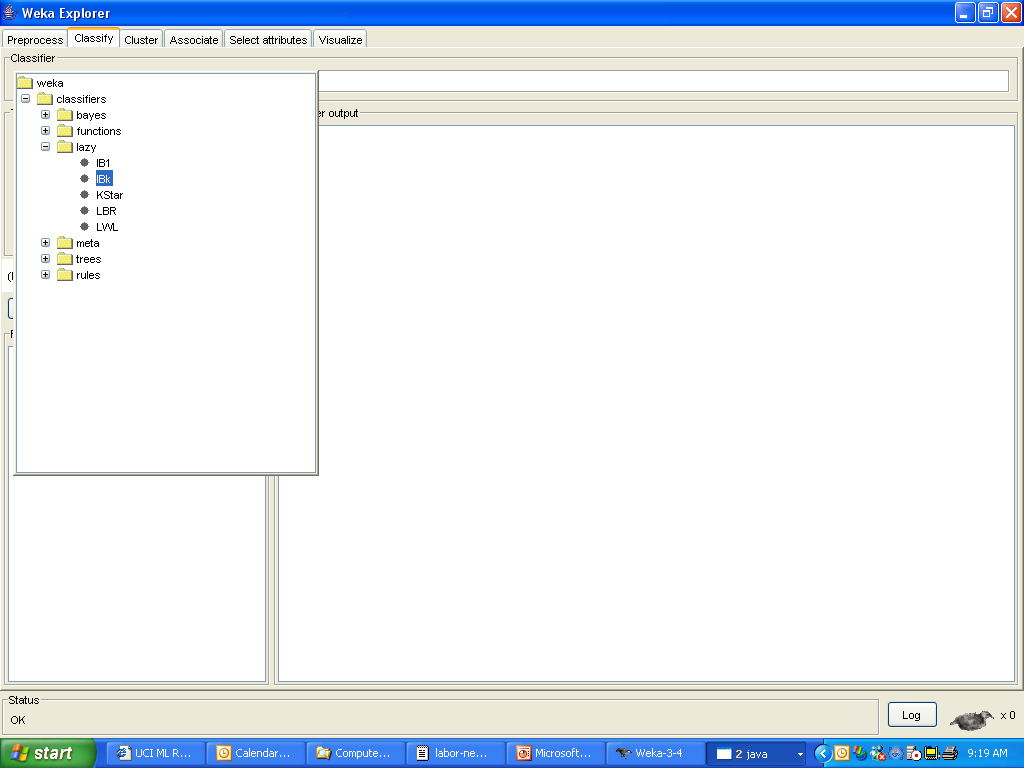 Weka Explorer
Preprocess Classify Cluster Associate Select attributes Visualize
Classifier
weka
classifiers
bayes
functions
lazy
IB1
IBk
KStar
LBR
LWL
meta
trees
rules
er output
Status
OK
Log
x 0
start UCI ML R... Calendar... Compute... labor-ne... Microsoft... Weka-3-4 2 java 9:19 AM